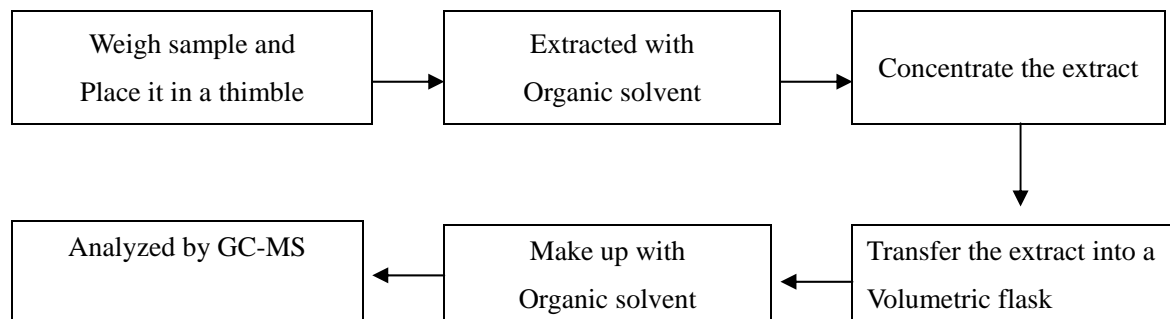 Weigh sample and
Place it in a thimble
Extracted with
Organic solvent
Concentrate the extract
Transfer the extract into a
Volumetric flask
Make up with
Organic solvent
Analyzed by GC-MS